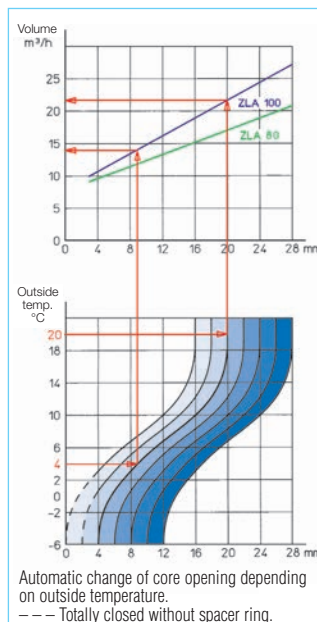 Volume
m³/h
25
20
15
10
5
0
ZLA 100
ZLA 80
0 4 8 12 16 20 24 28 mm
Outside
temp.
°C
20
18
14
10
6
4
2
0
-2
-6
0 4 8 12 16 20 24 28 mm
Automatic change of core opening depending
on outside temperature.
– – – Totally closed without spacer ring.